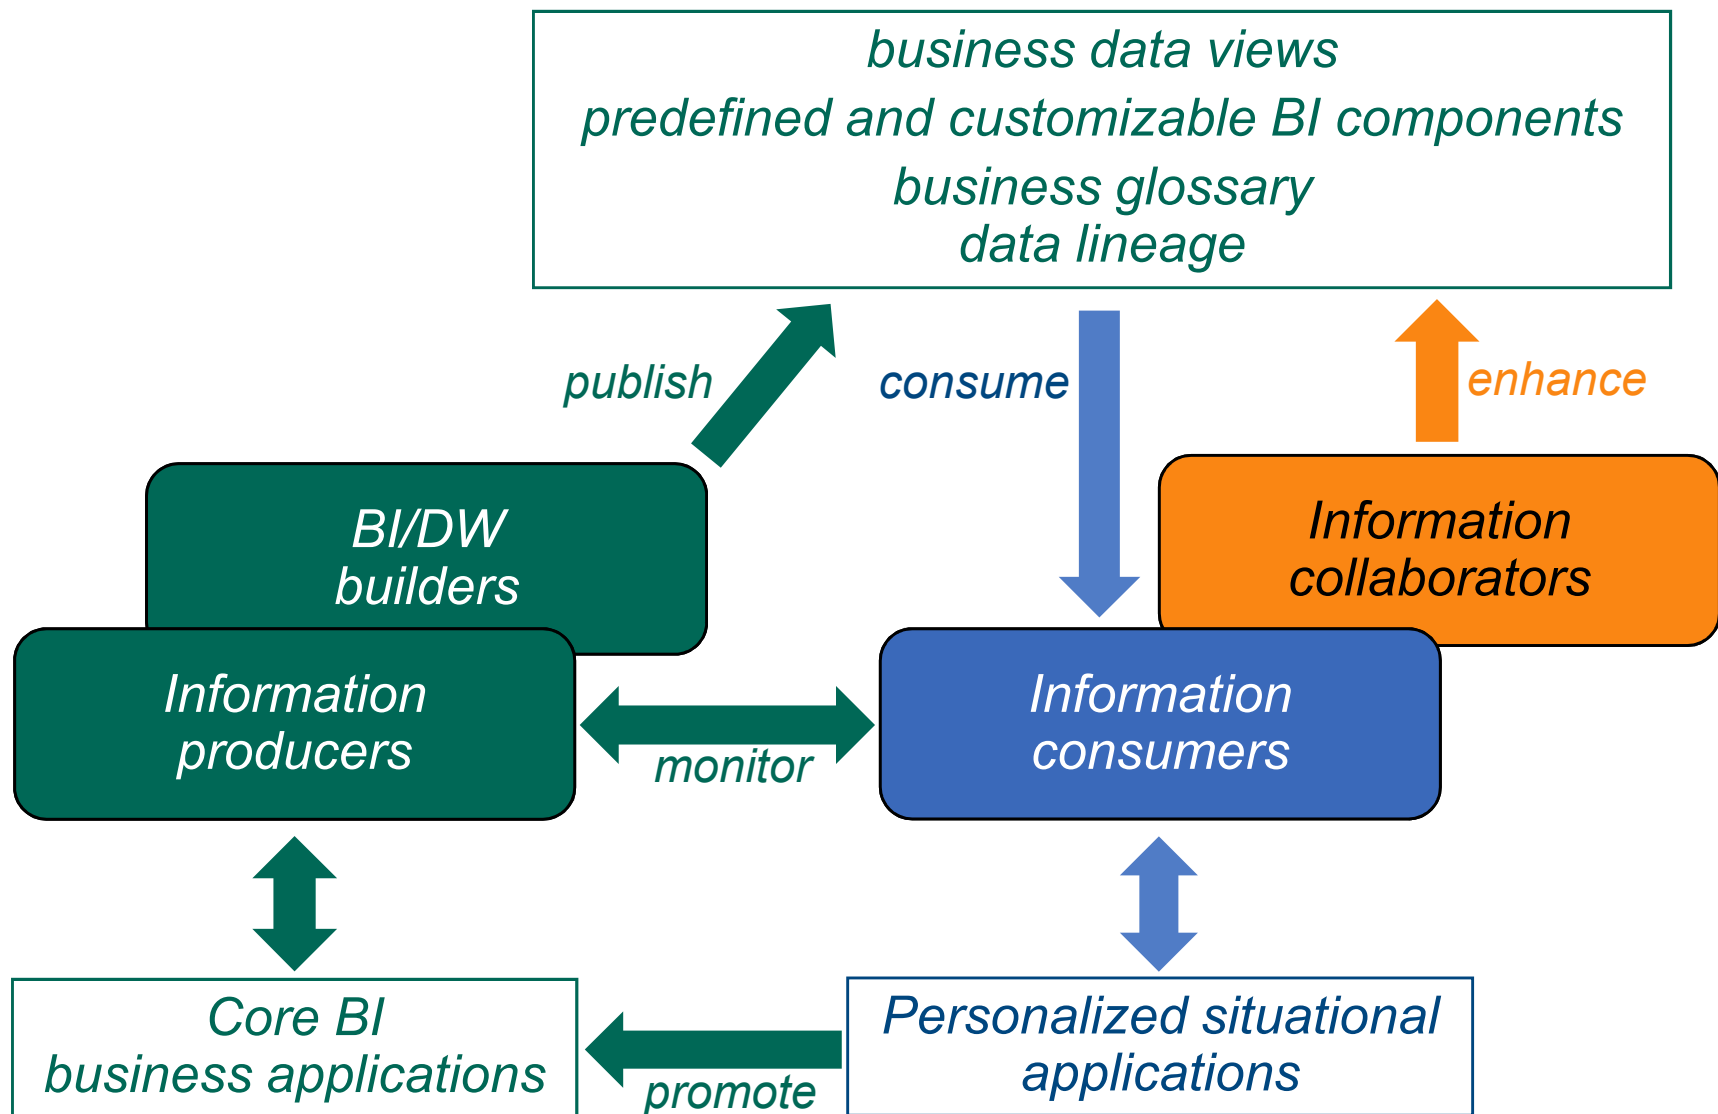 business data views
predefined and customizable BI components
business glossary
data lineage
publish
consume
enhance
BI/DW
builders
Information
collaborators
Information
producers
monitor
Information
consumers
Core BI
business applications
promote
Personalized situational
applications